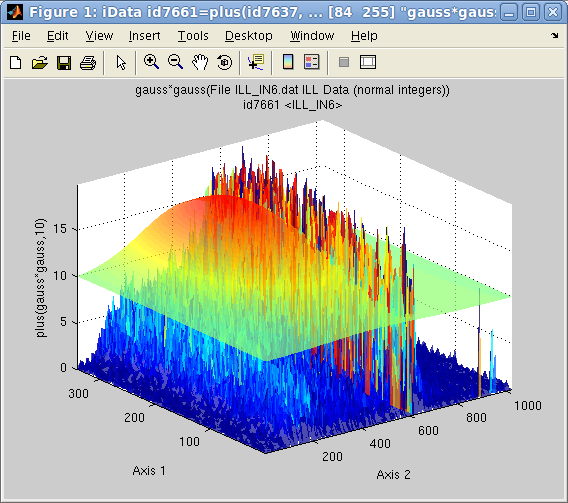 Figure 1: iData id7661=plus(id7637, ... [84 255] "gauss*gaus
File Edit View Insert Tools Desktop Window Help
gauss*gauss(File ILL_IN6.dat ILL Data (normal integers))
id7661 <ILL_IN6>
plus(gauss*gauss,10)
15
10
5
0
300
200
100
200
400
600
800
1000
Axis 1
Axis 2